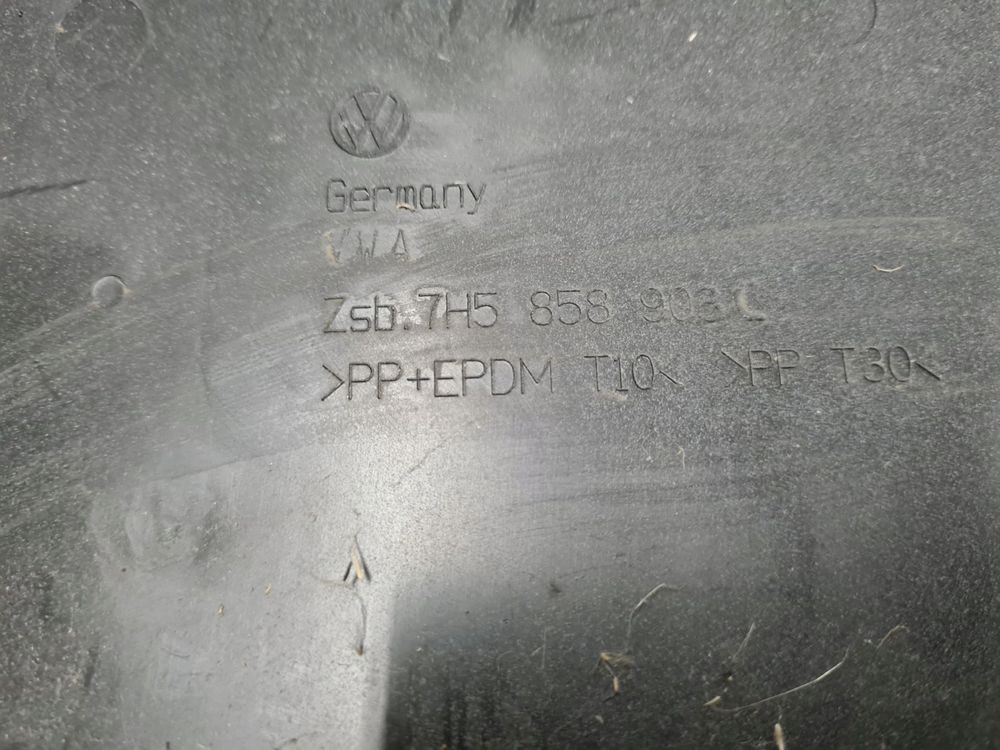 Germany
VWA
Zsb.7H5 858 903 C
>PP+EPDM T10< >PP T30<